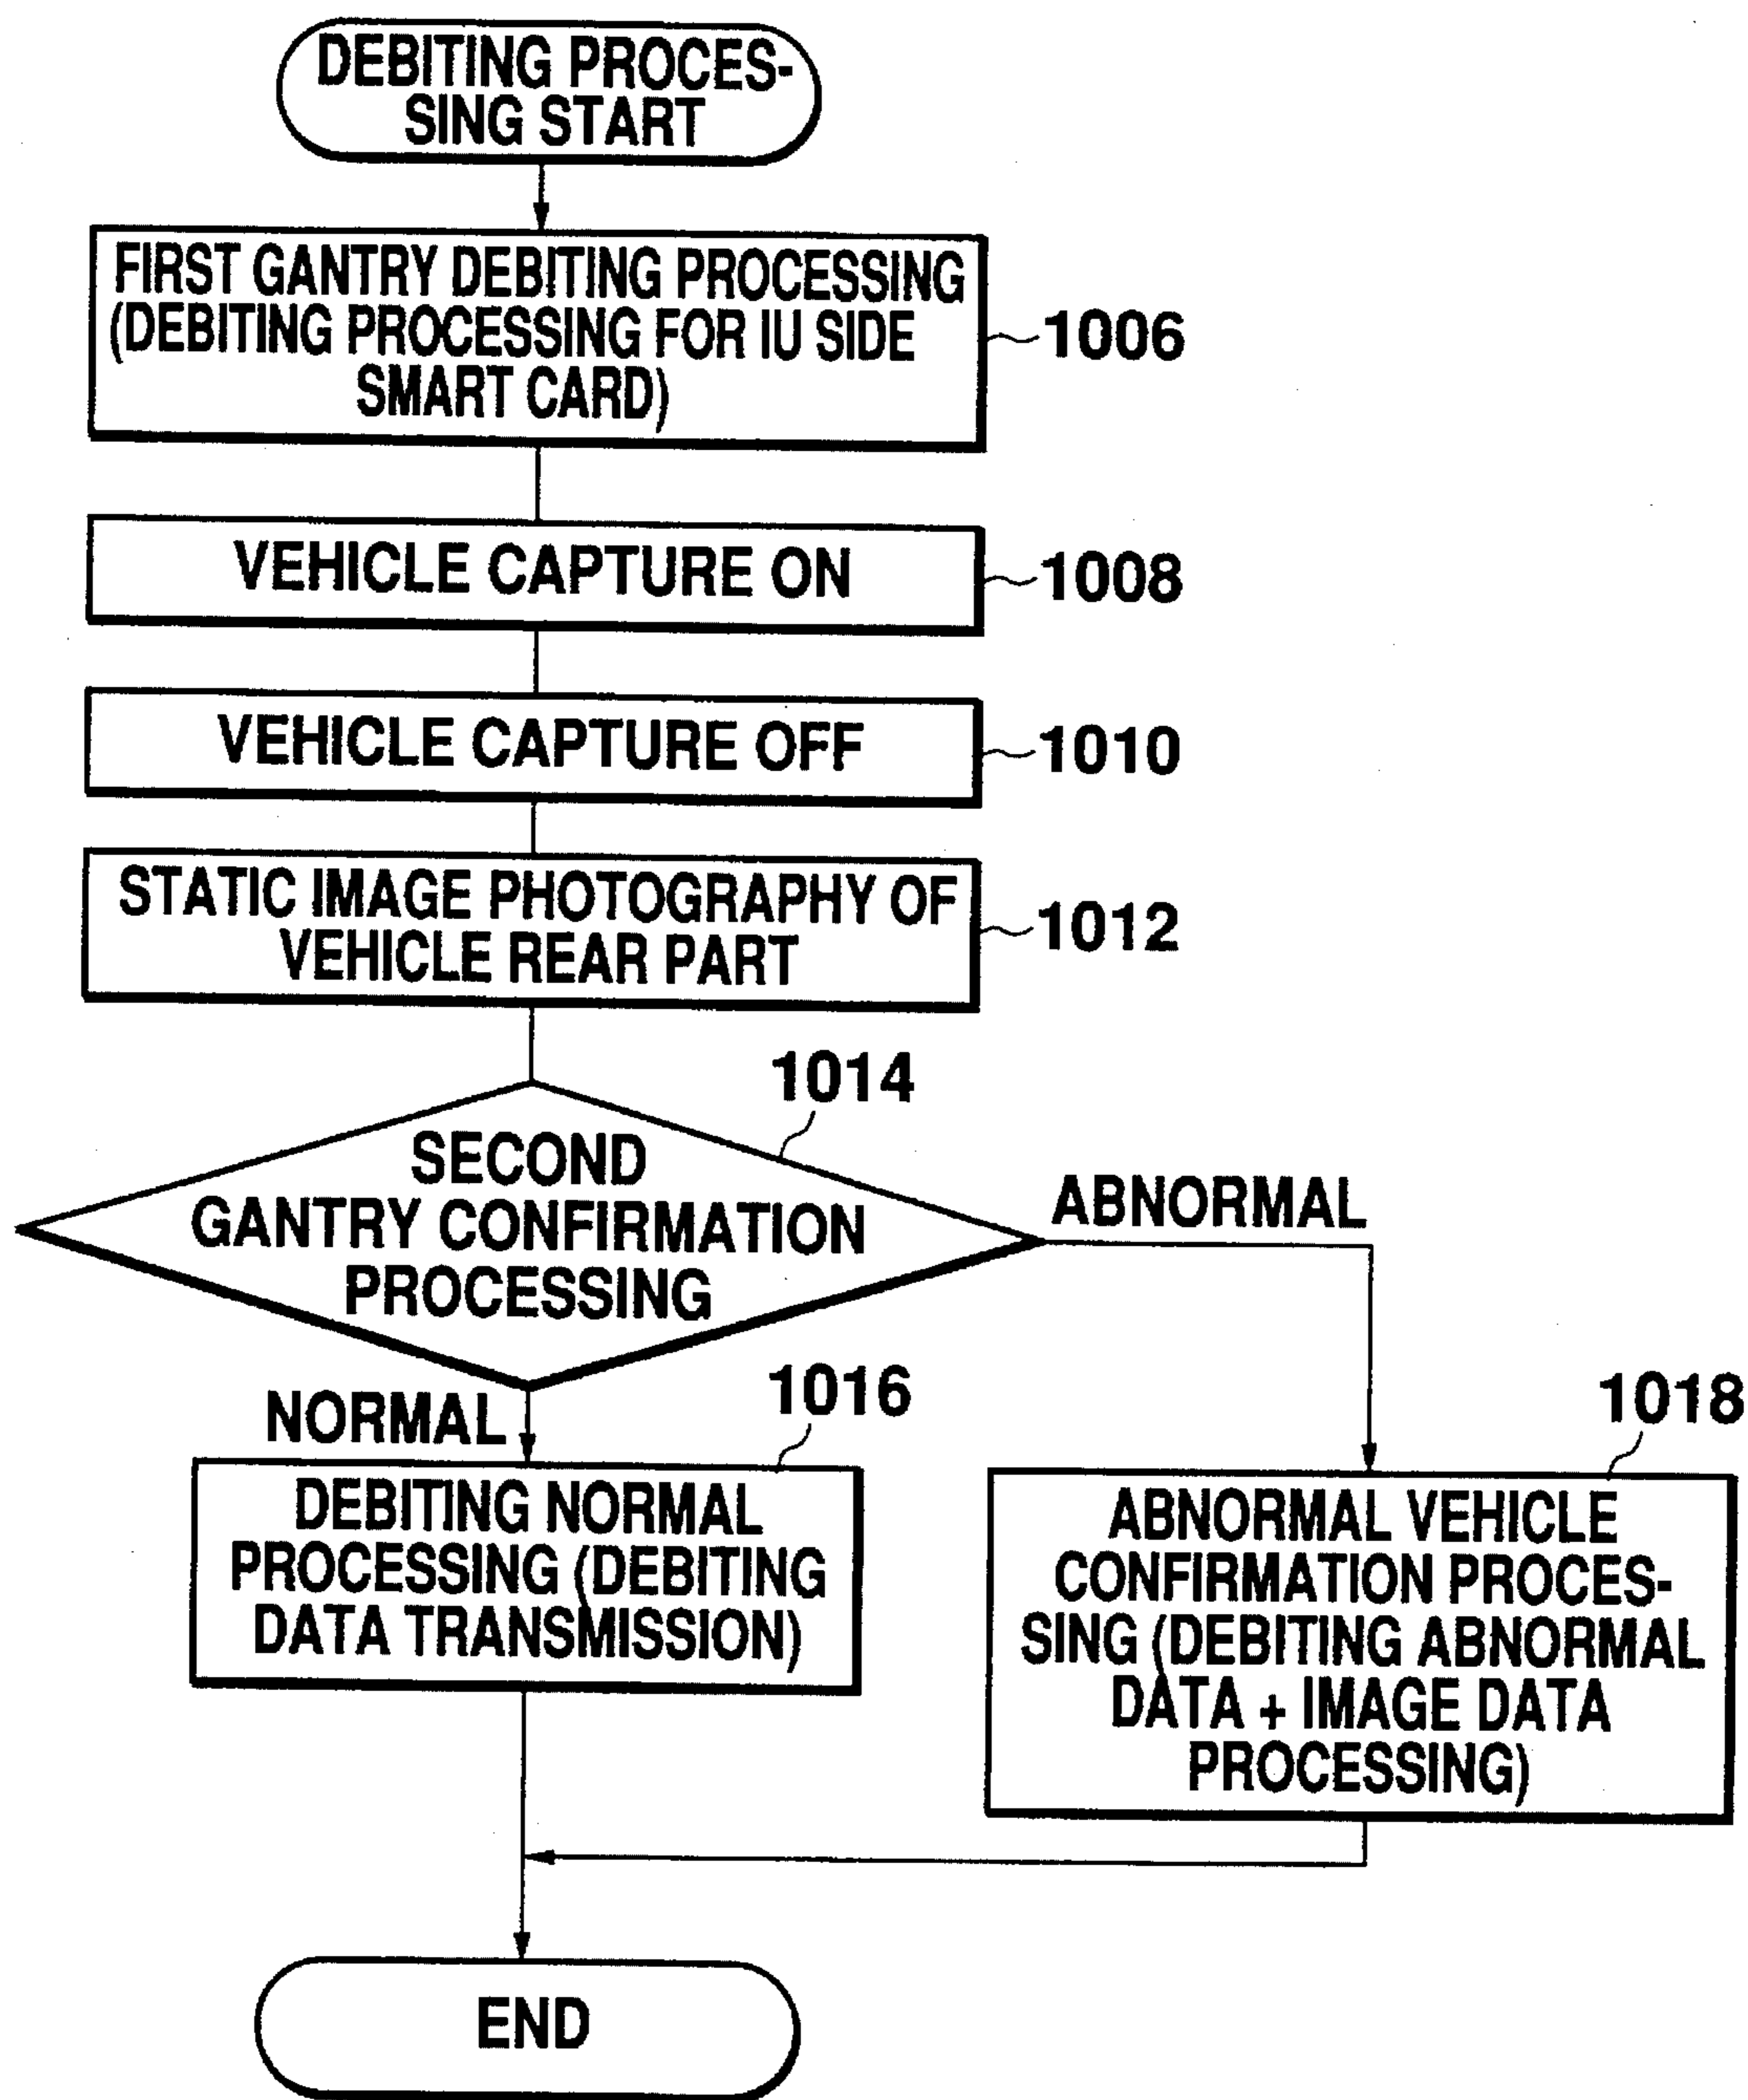 DEBITING PROCES-
SING START
FIRST GANTRY DEBITING PROCESSING
(DEBITING PROCESSING FOR IU SIDE
SMART CARD)
1006
VEHICLE CAPTURE ON
1008
VEHICLE CAPTURE OFF
1010
STATIC IMAGE PHOTOGRAPHY OF
VEHICLE REAR PART
1012
1014
SECOND
GANTRY CONFIRMATION
PROCESSING
ABNORMAL
NORMAL
1016
DEBITING NORMAL
PROCESSING (DEBITING
DATA TRANSMISSION)
1018
ABNORMAL VEHICLE
CONFIRMATION PROCES-
SING (DEBITING ABNORMAL
DATA + IMAGE DATA
PROCESSING)
END